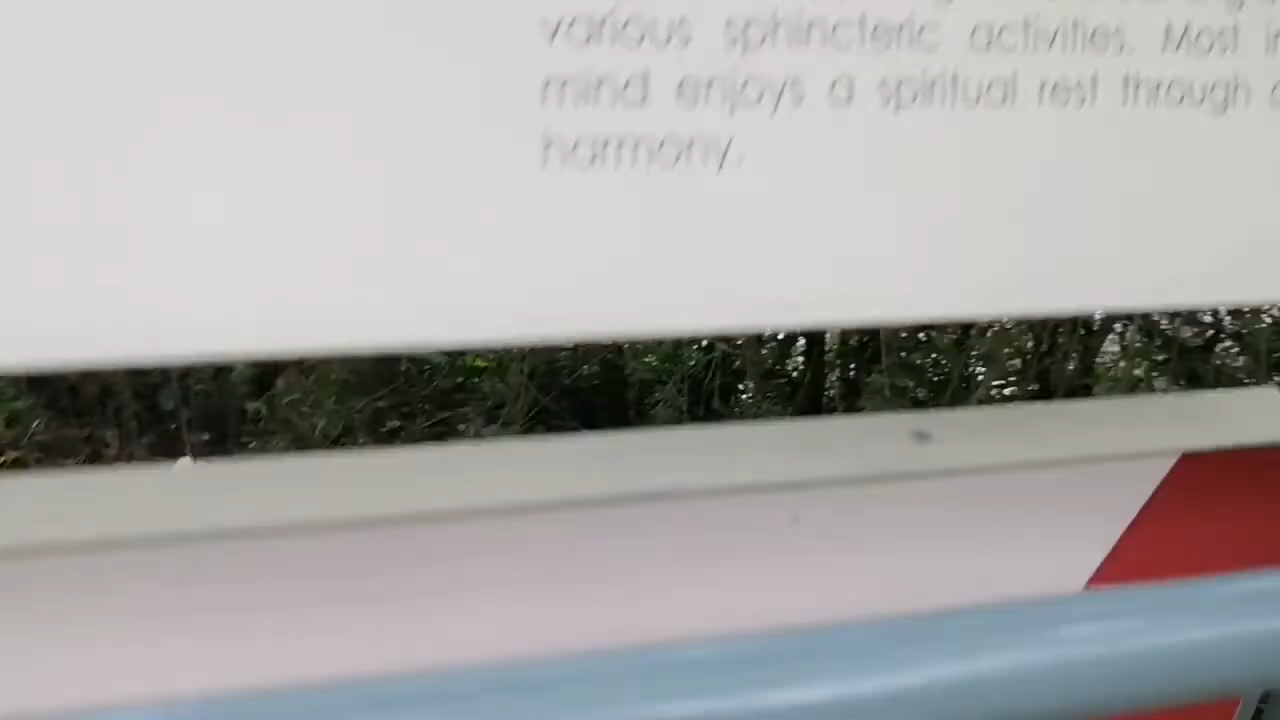 various sphincteric activities. Most
mind enjoys a spiritual rest through
harmony.